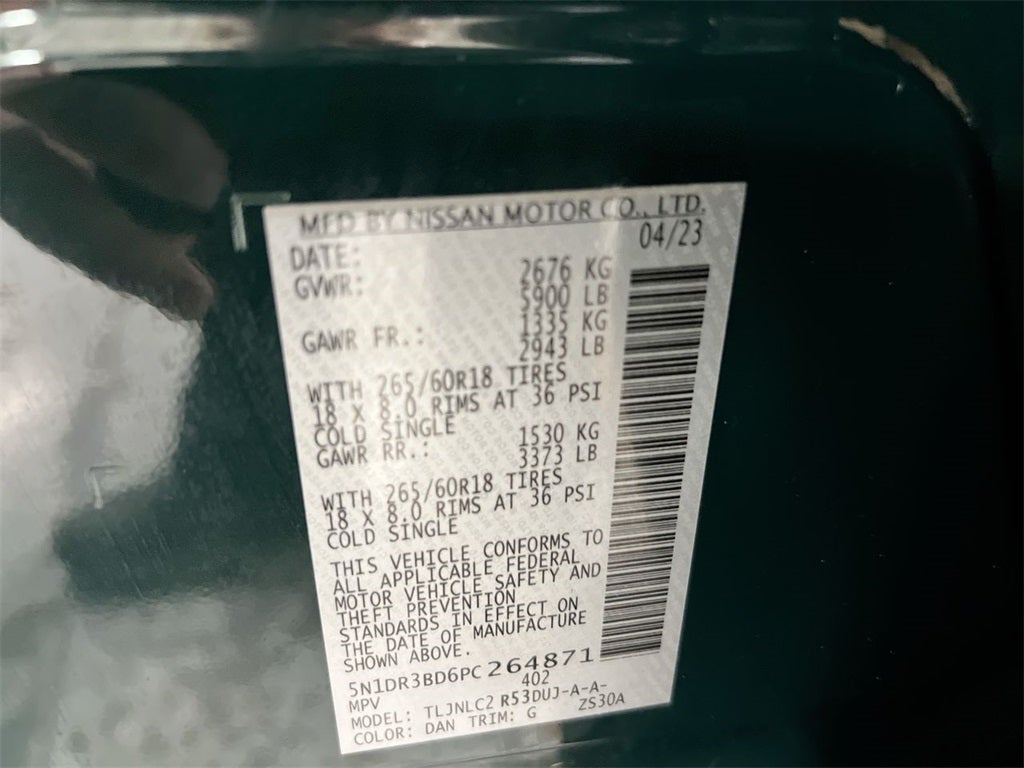 MFD BY NISSAN MOTOR CO., LTD.
DATE: 04/23
GVWR: 2676 KG
5900 LB
GAWR FR.: 1335 KG
2943 LB
WITH 265/60R18 TIRES
18 X 8.0 RIMS AT 36 PSI
COLD SINGLE
GAWR RR.: 1530 KG
3373 LB
WITH 265/60R18 TIRES
18 X 8.0 RIMS AT 36 PSI
COLD SINGLE
THIS VEHICLE CONFORMS TO
ALL APPLICABLE FEDERAL
MOTOR VEHICLE SAFETY AND
THEFT PREVENTION
STANDARDS IN EFFECT ON
THE DATE OF MANUFACTURE
SHOWN ABOVE.
5N1DR3BD6PC264871
MPV 402
MODEL: TLJNLC2 R53DUJ-A-A-
COLOR: DAN TRIM: G ZS30A